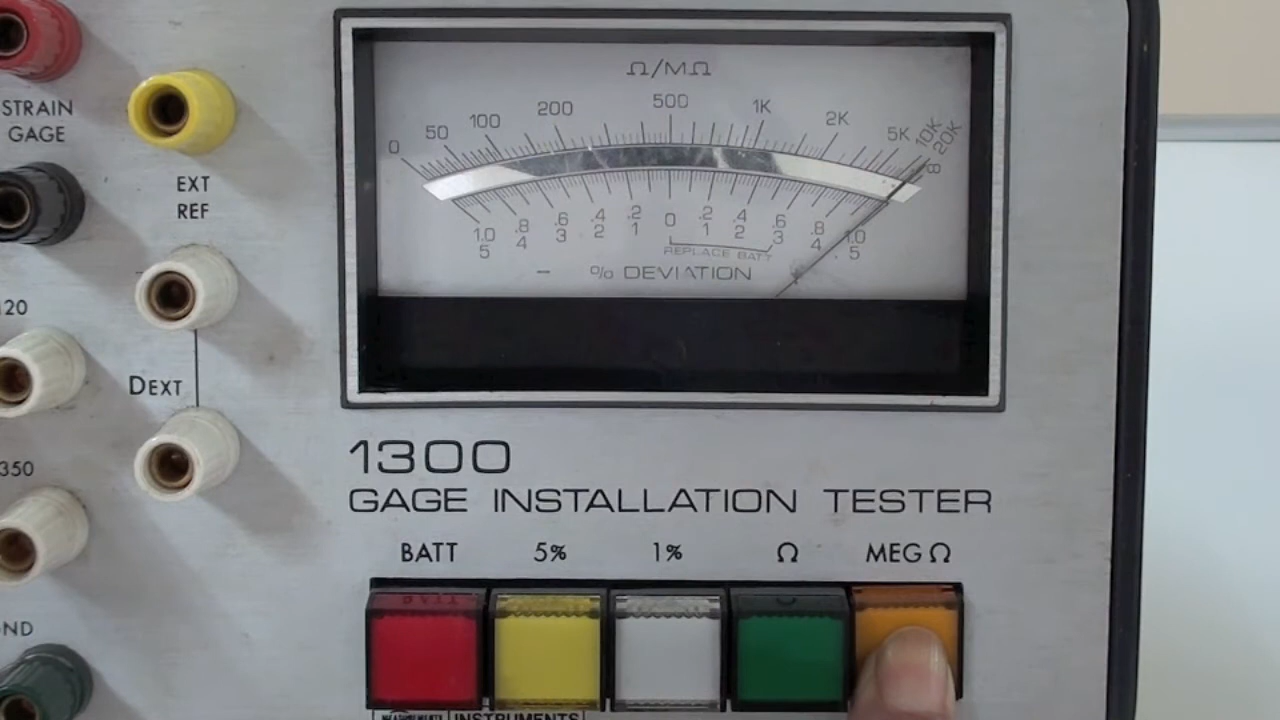 Ω/MΩ
0 50 100 200 500 1K 2K 5K 10K 20K ∞
1.0 .8 .6 .4 .2 0 .2 .4 .6 .8 1.0
5 4 3 2 1 1 2 3 4 5
REPLACE BATT
− % DEVIATION
STRAIN
GAGE
EXT
REF
120
DEXT
350
1300
GAGE INSTALLATION TESTER
BATT 5% 1% Ω MEG Ω
INSTRUMENTS